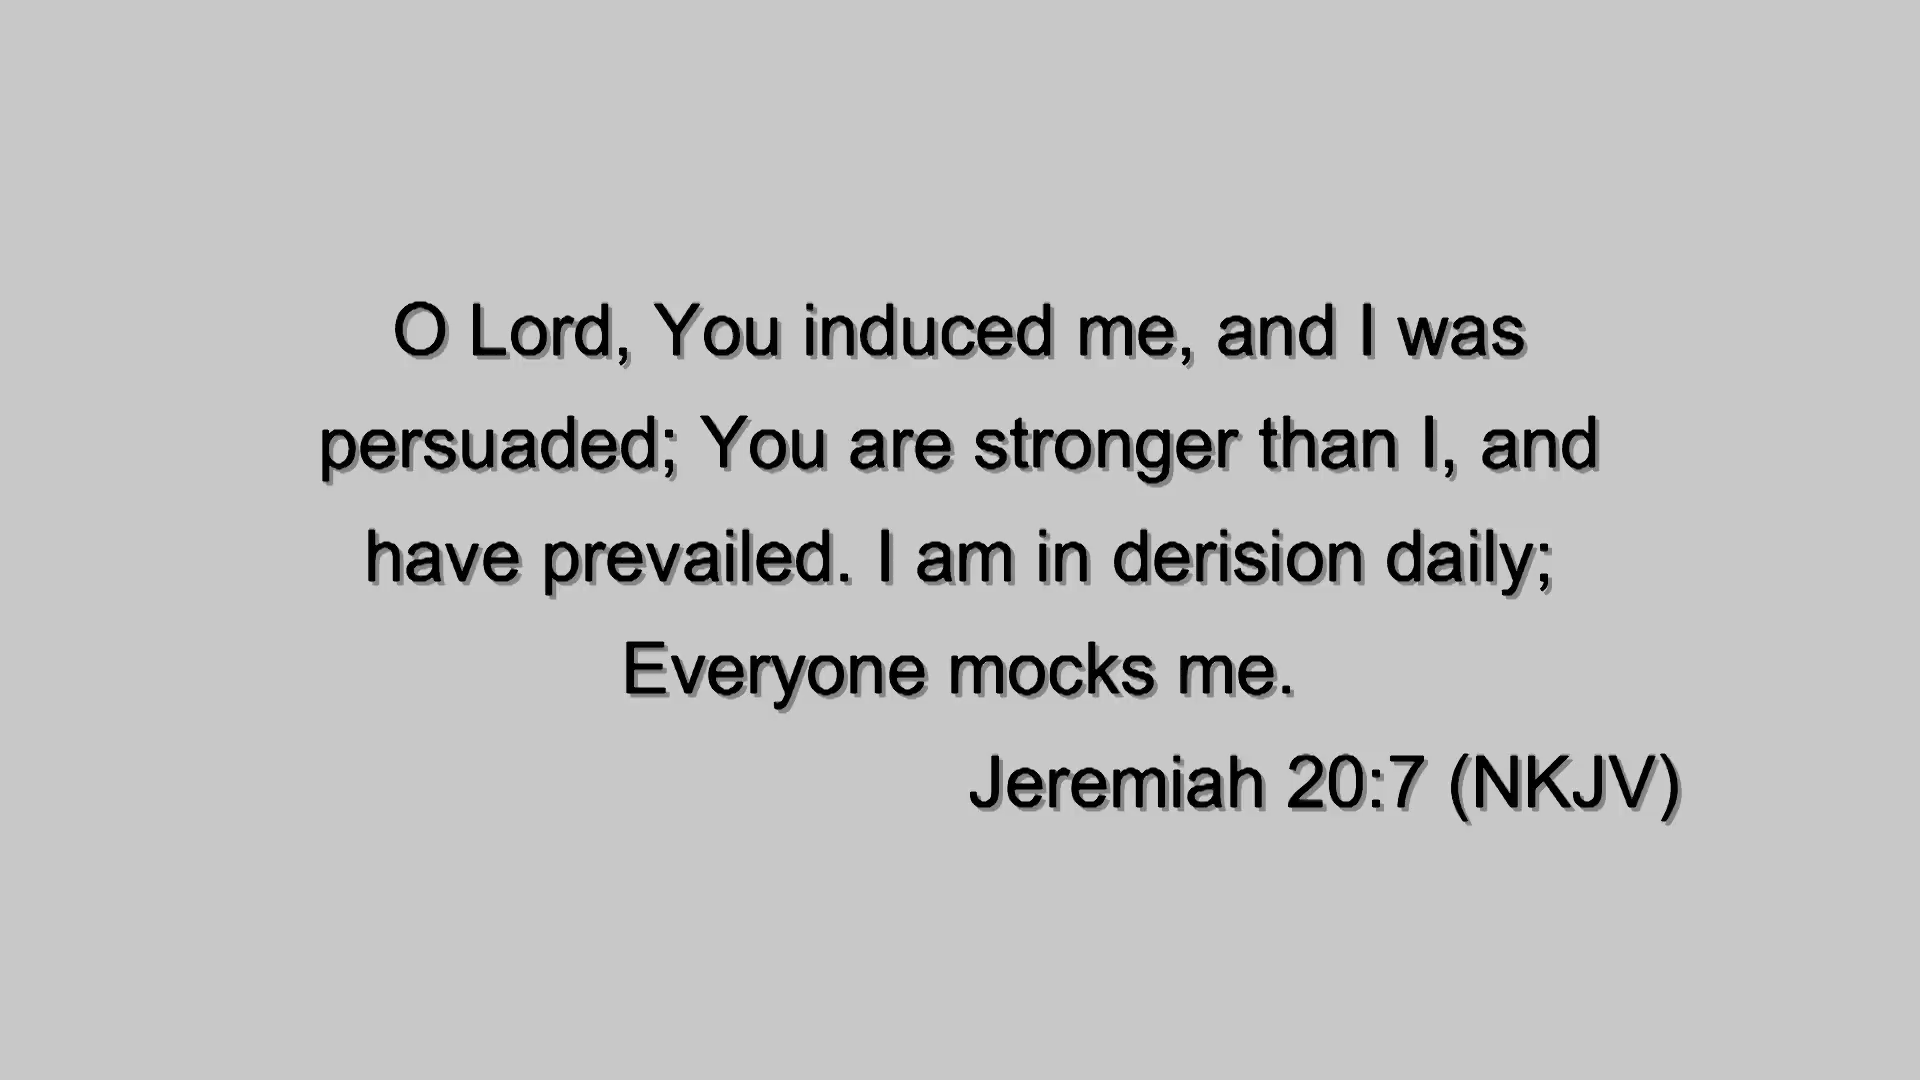 O Lord, You induced me, and I was
persuaded; You are stronger than I, and
have prevailed. I am in derision daily;
Everyone mocks me.
Jeremiah 20:7 (NKJV)